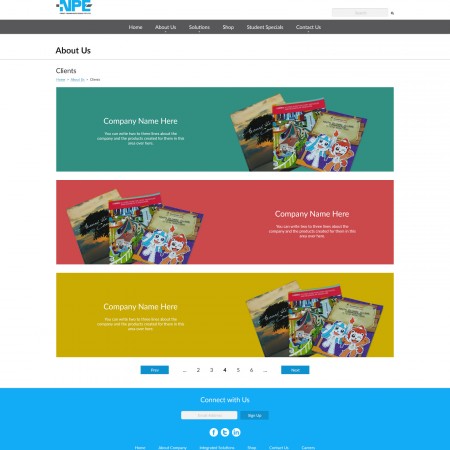 NPE
Search
Home About Us Solutions Shop Student Specials Contact Us
About Us
Clients
Home > About Us > Clients
Company Name Here
You can write two to three lines about the
company and the products created for them in this
area over here.
Company Name Here
You can write two to three lines about the
company and the products created for them in this
area over here.
Company Name Here
You can write two to three lines about the
company and the products created for them in this
area over here.
Prev ... 2 3 4 5 6 ... Next
Connect with Us
Email Address Sign Up
Home About Company Integrated Solutions Shop Contact Us Careers